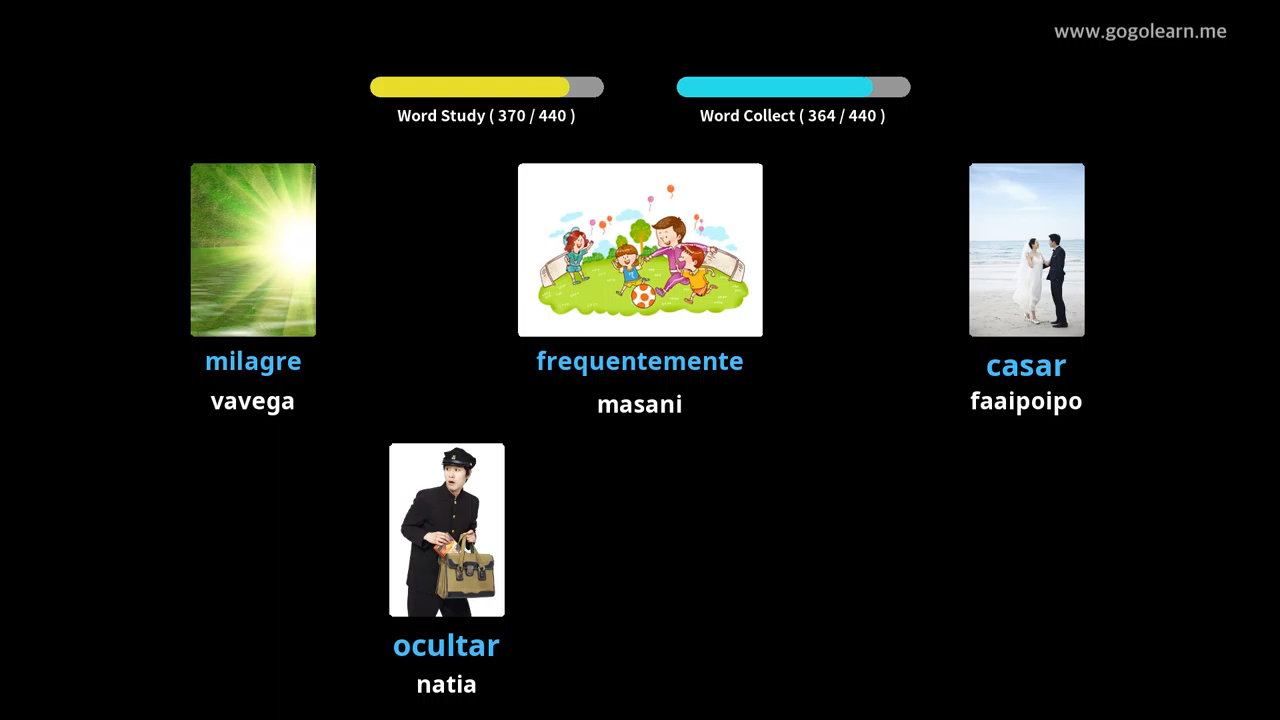 www.gogolearn.me
Word Study ( 370 / 440 )
Word Collect ( 364 / 440 )
milagre
vavega
frequentemente
masani
casar
faaipoipo
ocultar
natia